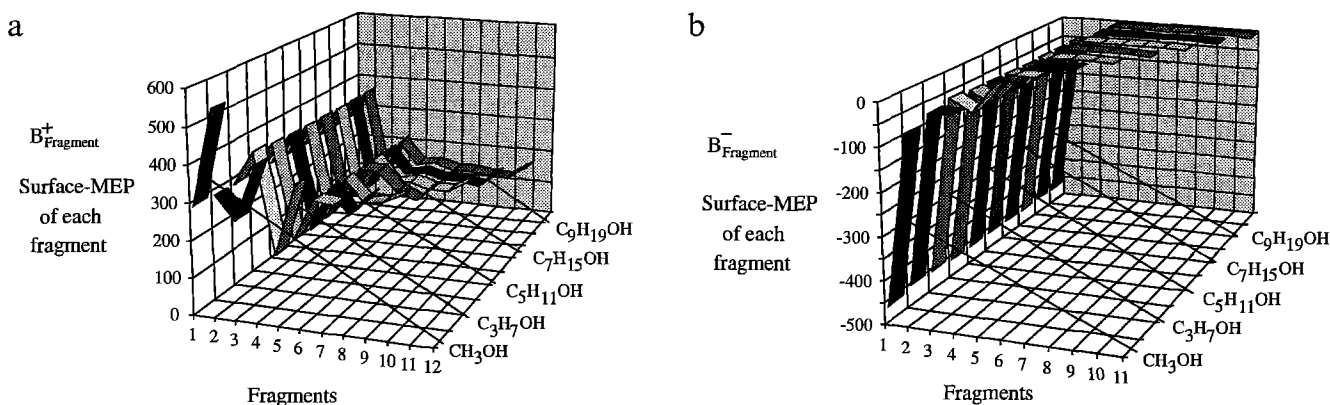 a
600
500
400
300
200
100
0
B+Fragment
Surface-MEP
of each
fragment
1 2 3 4 5 6 7 8 9 10 11 12
Fragments
C9H19OH
C7H15OH
C5H11OH
C3H7OH
CH3OH
b
0
-100
-200
-300
-400
-500
B−Fragment
Surface-MEP
of each
fragment
1 2 3 4 5 6 7 8 9 10 11
Fragments
C9H19OH
C7H15OH
C5H11OH
C3H7OH
CH3OH